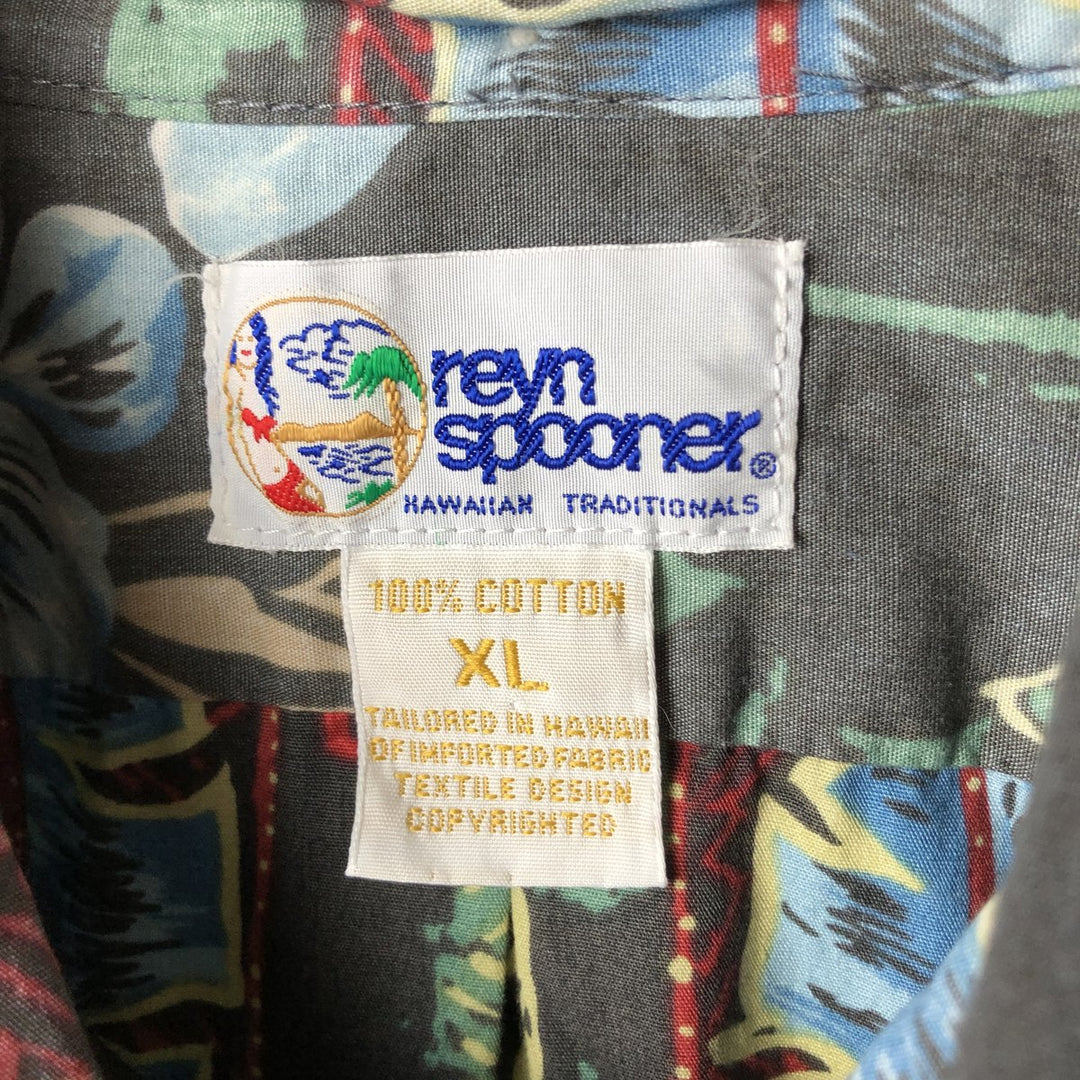 reyn
spooner®
HAWAIIAN TRADITIONALS
100% COTTON
XL
TAILORED IN HAWAII
OF IMPORTED FABRIC
TEXTILE DESIGN
COPYRIGHTED